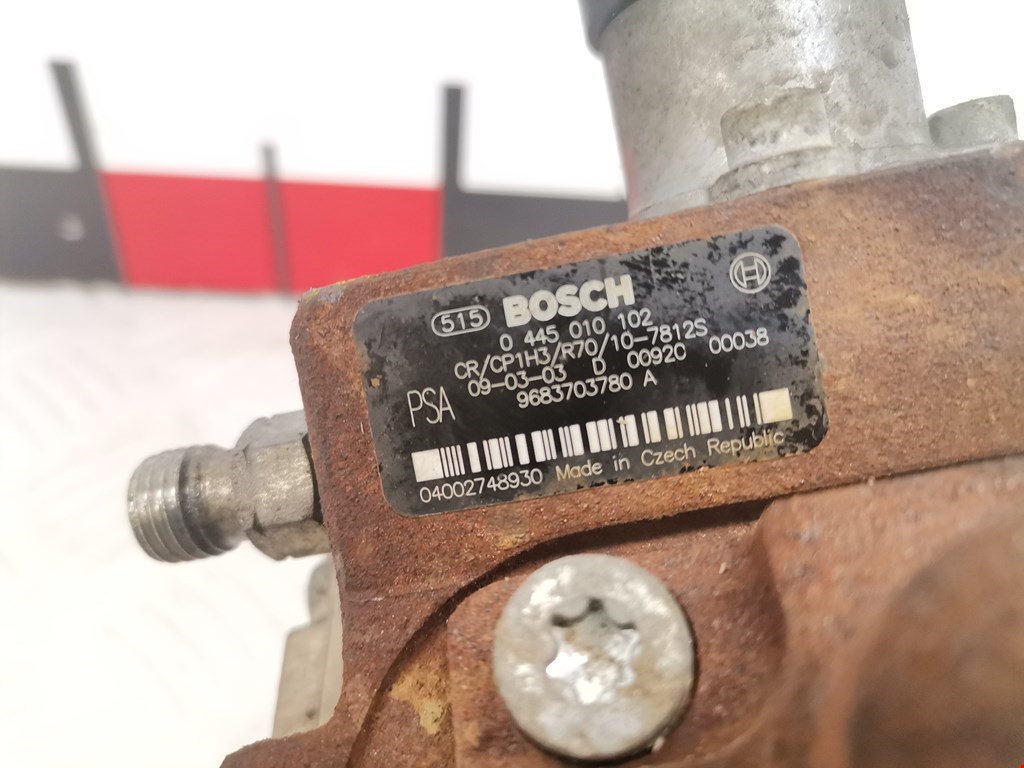 515 BOSCH
0 445 010 102
CR/CP1H3/R70/10-7812S
09-03-03 D 00920 00038
PSA 9683703780 A
04002748930 Made in Czech Republic